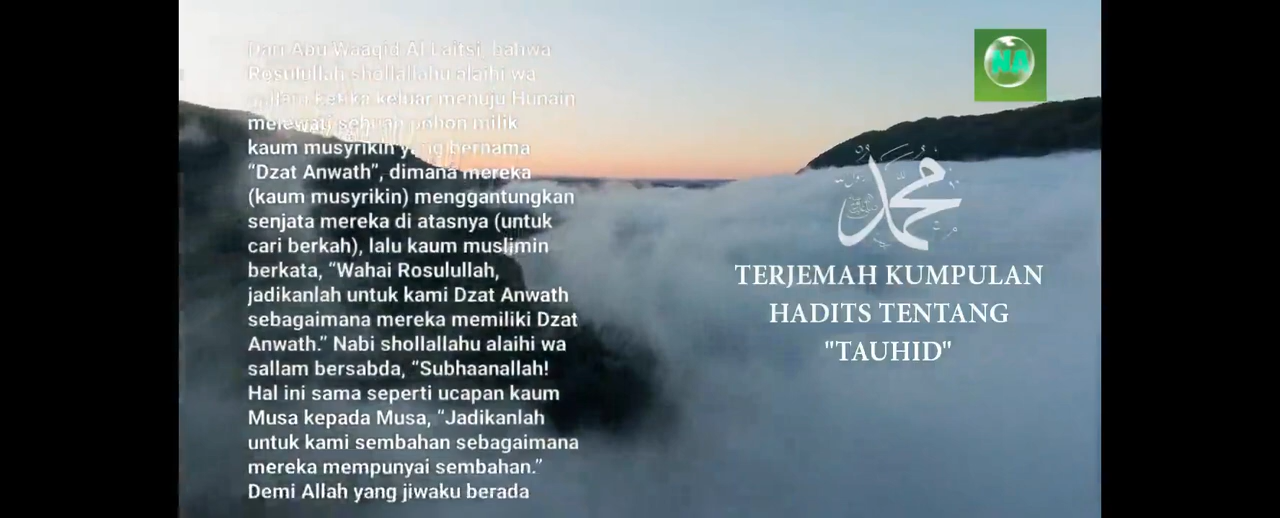 Dari Abu Waaqid Al Laitsi, bahwa
Rosulullah shollallahu alaihi wa
sallam ketika keluar menuju Hunain
melewati sebuah pohon milik
kaum musyrikin yang bernama
“Dzat Anwath”, dimana mereka
(kaum musyrikin) menggantungkan
senjata mereka di atasnya (untuk
cari berkah), lalu kaum muslimin
berkata, “Wahai Rosulullah,
jadikanlah untuk kami Dzat Anwath
sebagaimana mereka memiliki Dzat
Anwath.” Nabi shollallahu alaihi wa
sallam bersabda, “Subhaanallah!
Hal ini sama seperti ucapan kaum
Musa kepada Musa, “Jadikanlah
untuk kami sembahan sebagaimana
mereka mempunyai sembahan.”
Demi Allah yang jiwaku berada
NA
محمد
TERJEMAH KUMPULAN
HADITS TENTANG
"TAUHID"